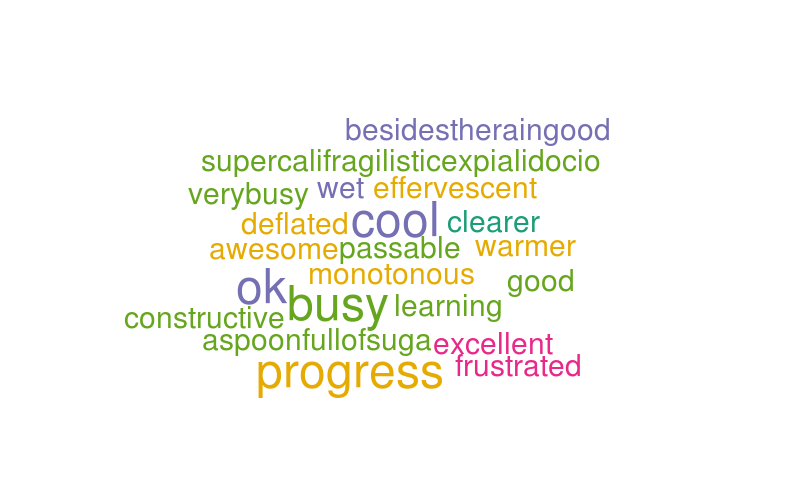 besidestheraingood
supercalifragilisticexpialidocio
verybusy wet effervescent
deflated cool clearer
awesome passable warmer
monotonous good
ok busy learning
constructive
aspoonfullofsuga excellent
progress frustrated